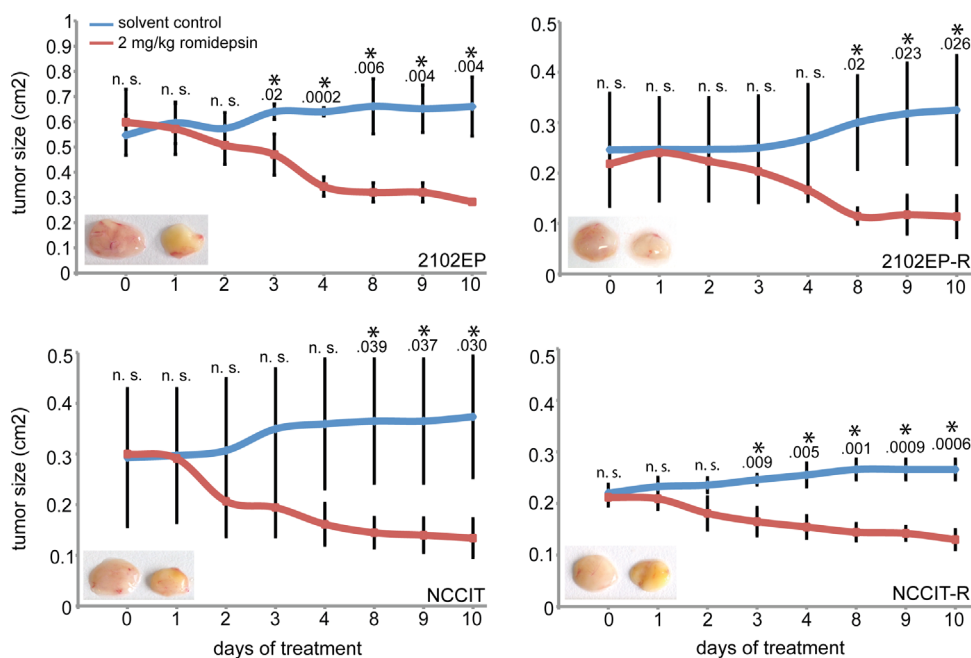 solvent control
2 mg/kg romidepsin
tumor size (cm2)
1
0.9
0.8
0.7
0.6
0.5
0.4
0.3
0.2
0.1
0
n. s.
n. s.
n. s.
*
.02
*
.0002
*
.006
*
.004
*
.004
2102EP
0 1 2 3 4 8 9 10
0.5
0.4
0.3
0.2
0.1
0
*
.02
*
.023
*
.026
n. s.
n. s.
n. s.
n. s.
n. s.
2102EP-R
0 1 2 3 4 8 9 10
tumor size (cm2)
0.5
0.4
0.3
0.2
0.1
0
n. s.
n. s.
n. s.
n. s.
n. s.
*
.039
*
.037
*
.030
NCCIT
0 1 2 3 4 8 9 10
days of treatment
0.5
0.4
0.3
0.2
0.1
0
n. s.
n. s.
n. s.
*
.009
*
.005
*
.001
*
.0009
*
.0006
NCCIT-R
0 1 2 3 4 8 9 10
days of treatment